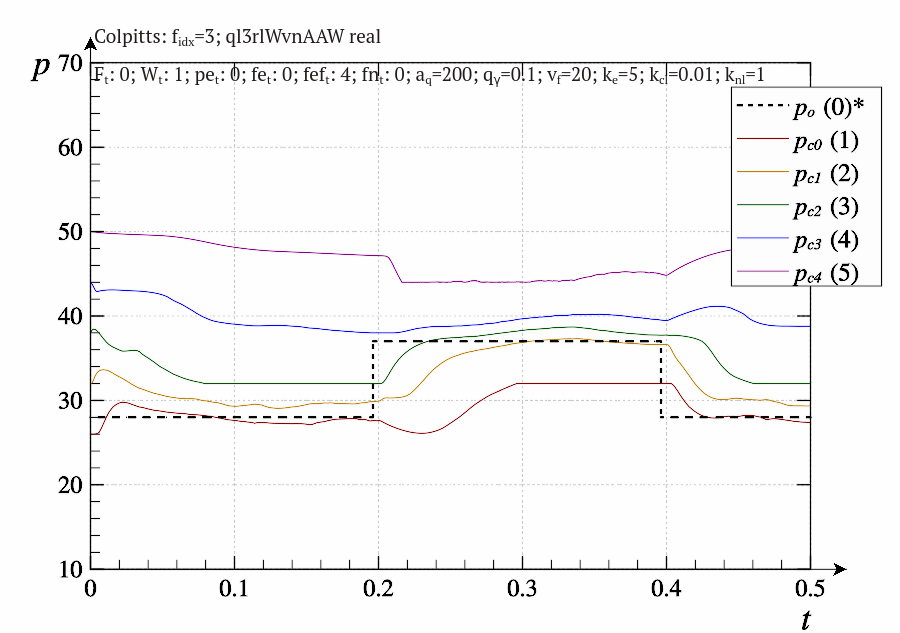 Colpitts: fidx=3; ql3rlWvnAAW real
p 70
Ft: 0; Wt: 1; pet: 0; fet: 0; feft: 4; fnt: 0; aq=200; qγ=0.1; vf=20; ke=5; kc=0.01; knl=1
po (0)*
pc0 (1)
60
pc1 (2)
pc2 (3)
50
pc3 (4)
pc4 (5)
40
30
20
10
0 0.1 0.2 0.3 0.4 0.5
t